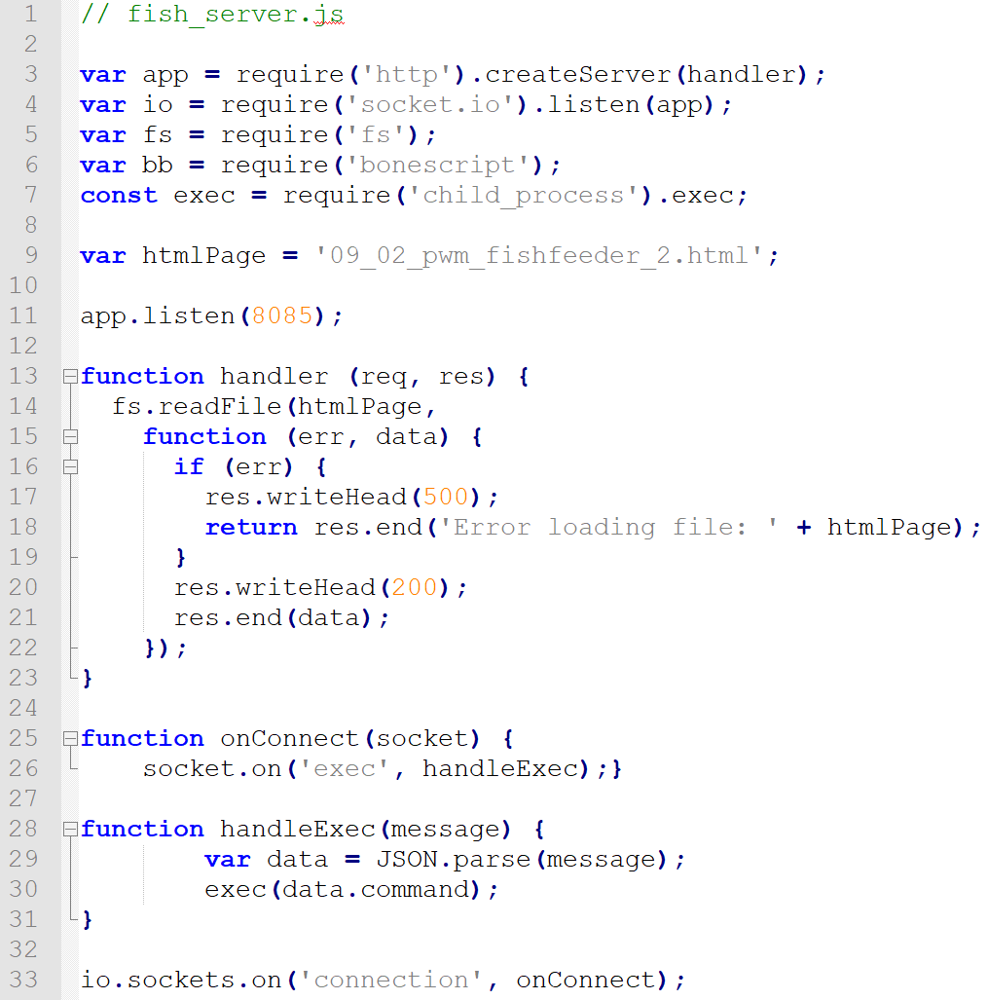 1 // fish_server.js
2
3 var app = require('http').createServer(handler);
4 var io = require('socket.io').listen(app);
5 var fs = require('fs');
6 var bb = require('bonescript');
7 const exec = require('child_process').exec;
8
9 var htmlPage = '09_02_pwm_fishfeeder_2.html';
10
11 app.listen(8085);
12
13 function handler (req, res) {
14   fs.readFile(htmlPage,
15     function (err, data) {
16       if (err) {
17         res.writeHead(500);
18         return res.end('Error loading file: ' + htmlPage);
19       }
20       res.writeHead(200);
21       res.end(data);
22     });
23 }
24
25 function onConnect(socket) {
26     socket.on('exec', handleExec);}
27
28 function handleExec(message) {
29         var data = JSON.parse(message);
30         exec(data.command);
31 }
32
33 io.sockets.on('connection', onConnect);